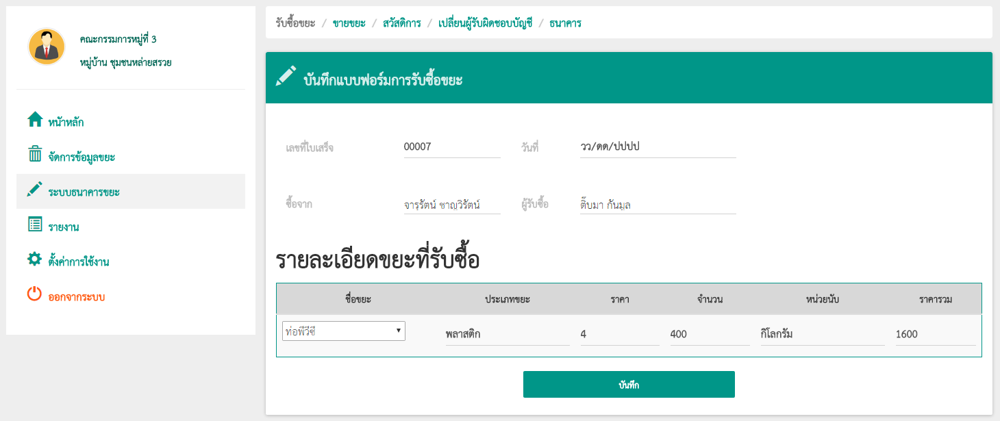 คณะกรรมการหมู่ที่ 3
หมู่บ้าน ชุมชนหล่ายสรวย
หน้าหลัก
จัดการข้อมูลขยะ
ระบบธนาคารขยะ
รายงาน
ตั้งค่าการใช้งาน
ออกจากระบบ
รับซื้อขยะ / ขายขยะ / สวัสดิการ / เปลี่ยนผู้รับผิดชอบบัญชี / ธนาคาร
บันทึกแบบฟอร์มการรับซื้อขยะ
เลขที่ใบเสร็จ 00007 วันที่ วว/ดด/ปปปป
ซื้อจาก จารุรัตน์ ชาญวิรัตน์ ผู้รับซื้อ ติ๊บมา กันมูล
รายละเอียดขยะที่รับซื้อ
ชื่อขยะ ประเภทขยะ ราคา จำนวน หน่วยนับ ราคารวม
ท่อพีวีซี พลาสติก 4 400 กิโลกรัม 1600
บันทึก